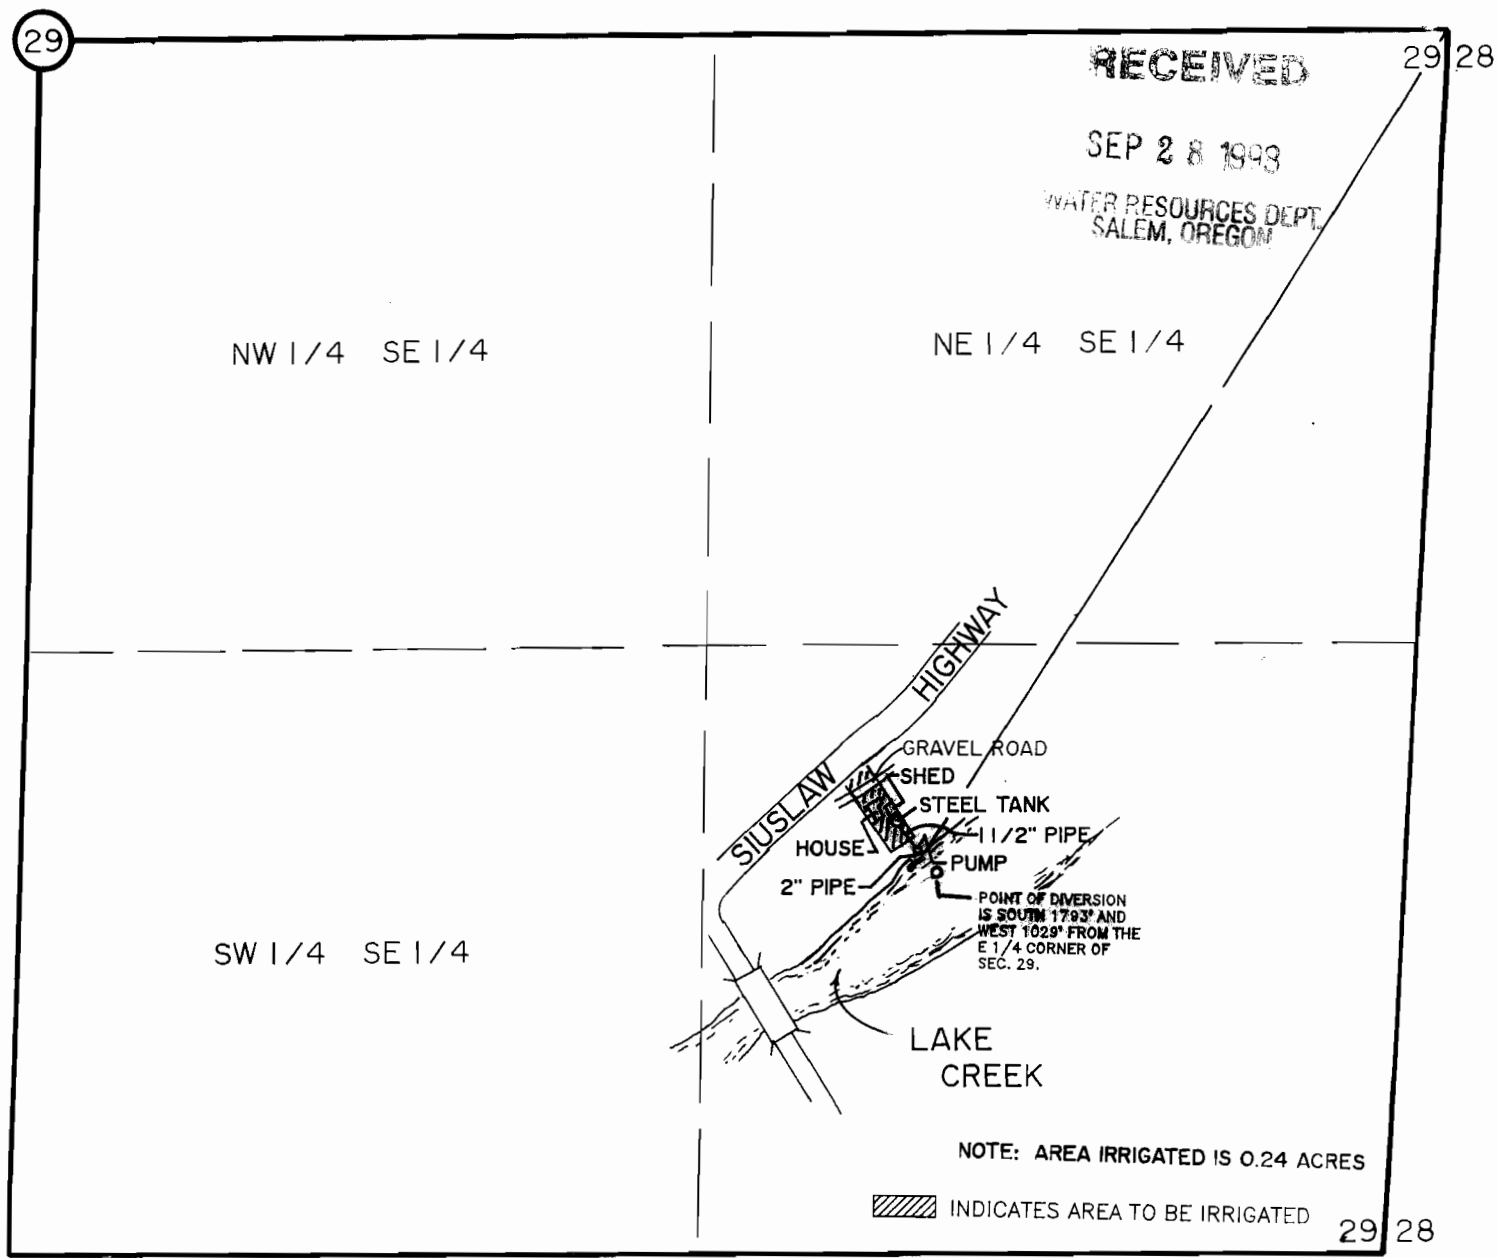 29
29 28
RECEIVED
SEP 28 1998
WATER RESOURCES DEPT.
SALEM, OREGON
NW 1/4 SE 1/4
NE 1/4 SE 1/4
SIUSLAW HIGHWAY
GRAVEL ROAD
SHED
STEEL TANK
1 1/2" PIPE
HOUSE
PUMP
2" PIPE
POINT OF DIVERSION
IS SOUTH 1793' AND
WEST 1029' FROM THE
E 1/4 CORNER OF
SEC. 29.
SW 1/4 SE 1/4
LAKE
CREEK
NOTE: AREA IRRIGATED IS 0.24 ACRES
INDICATES AREA TO BE IRRIGATED
29 28